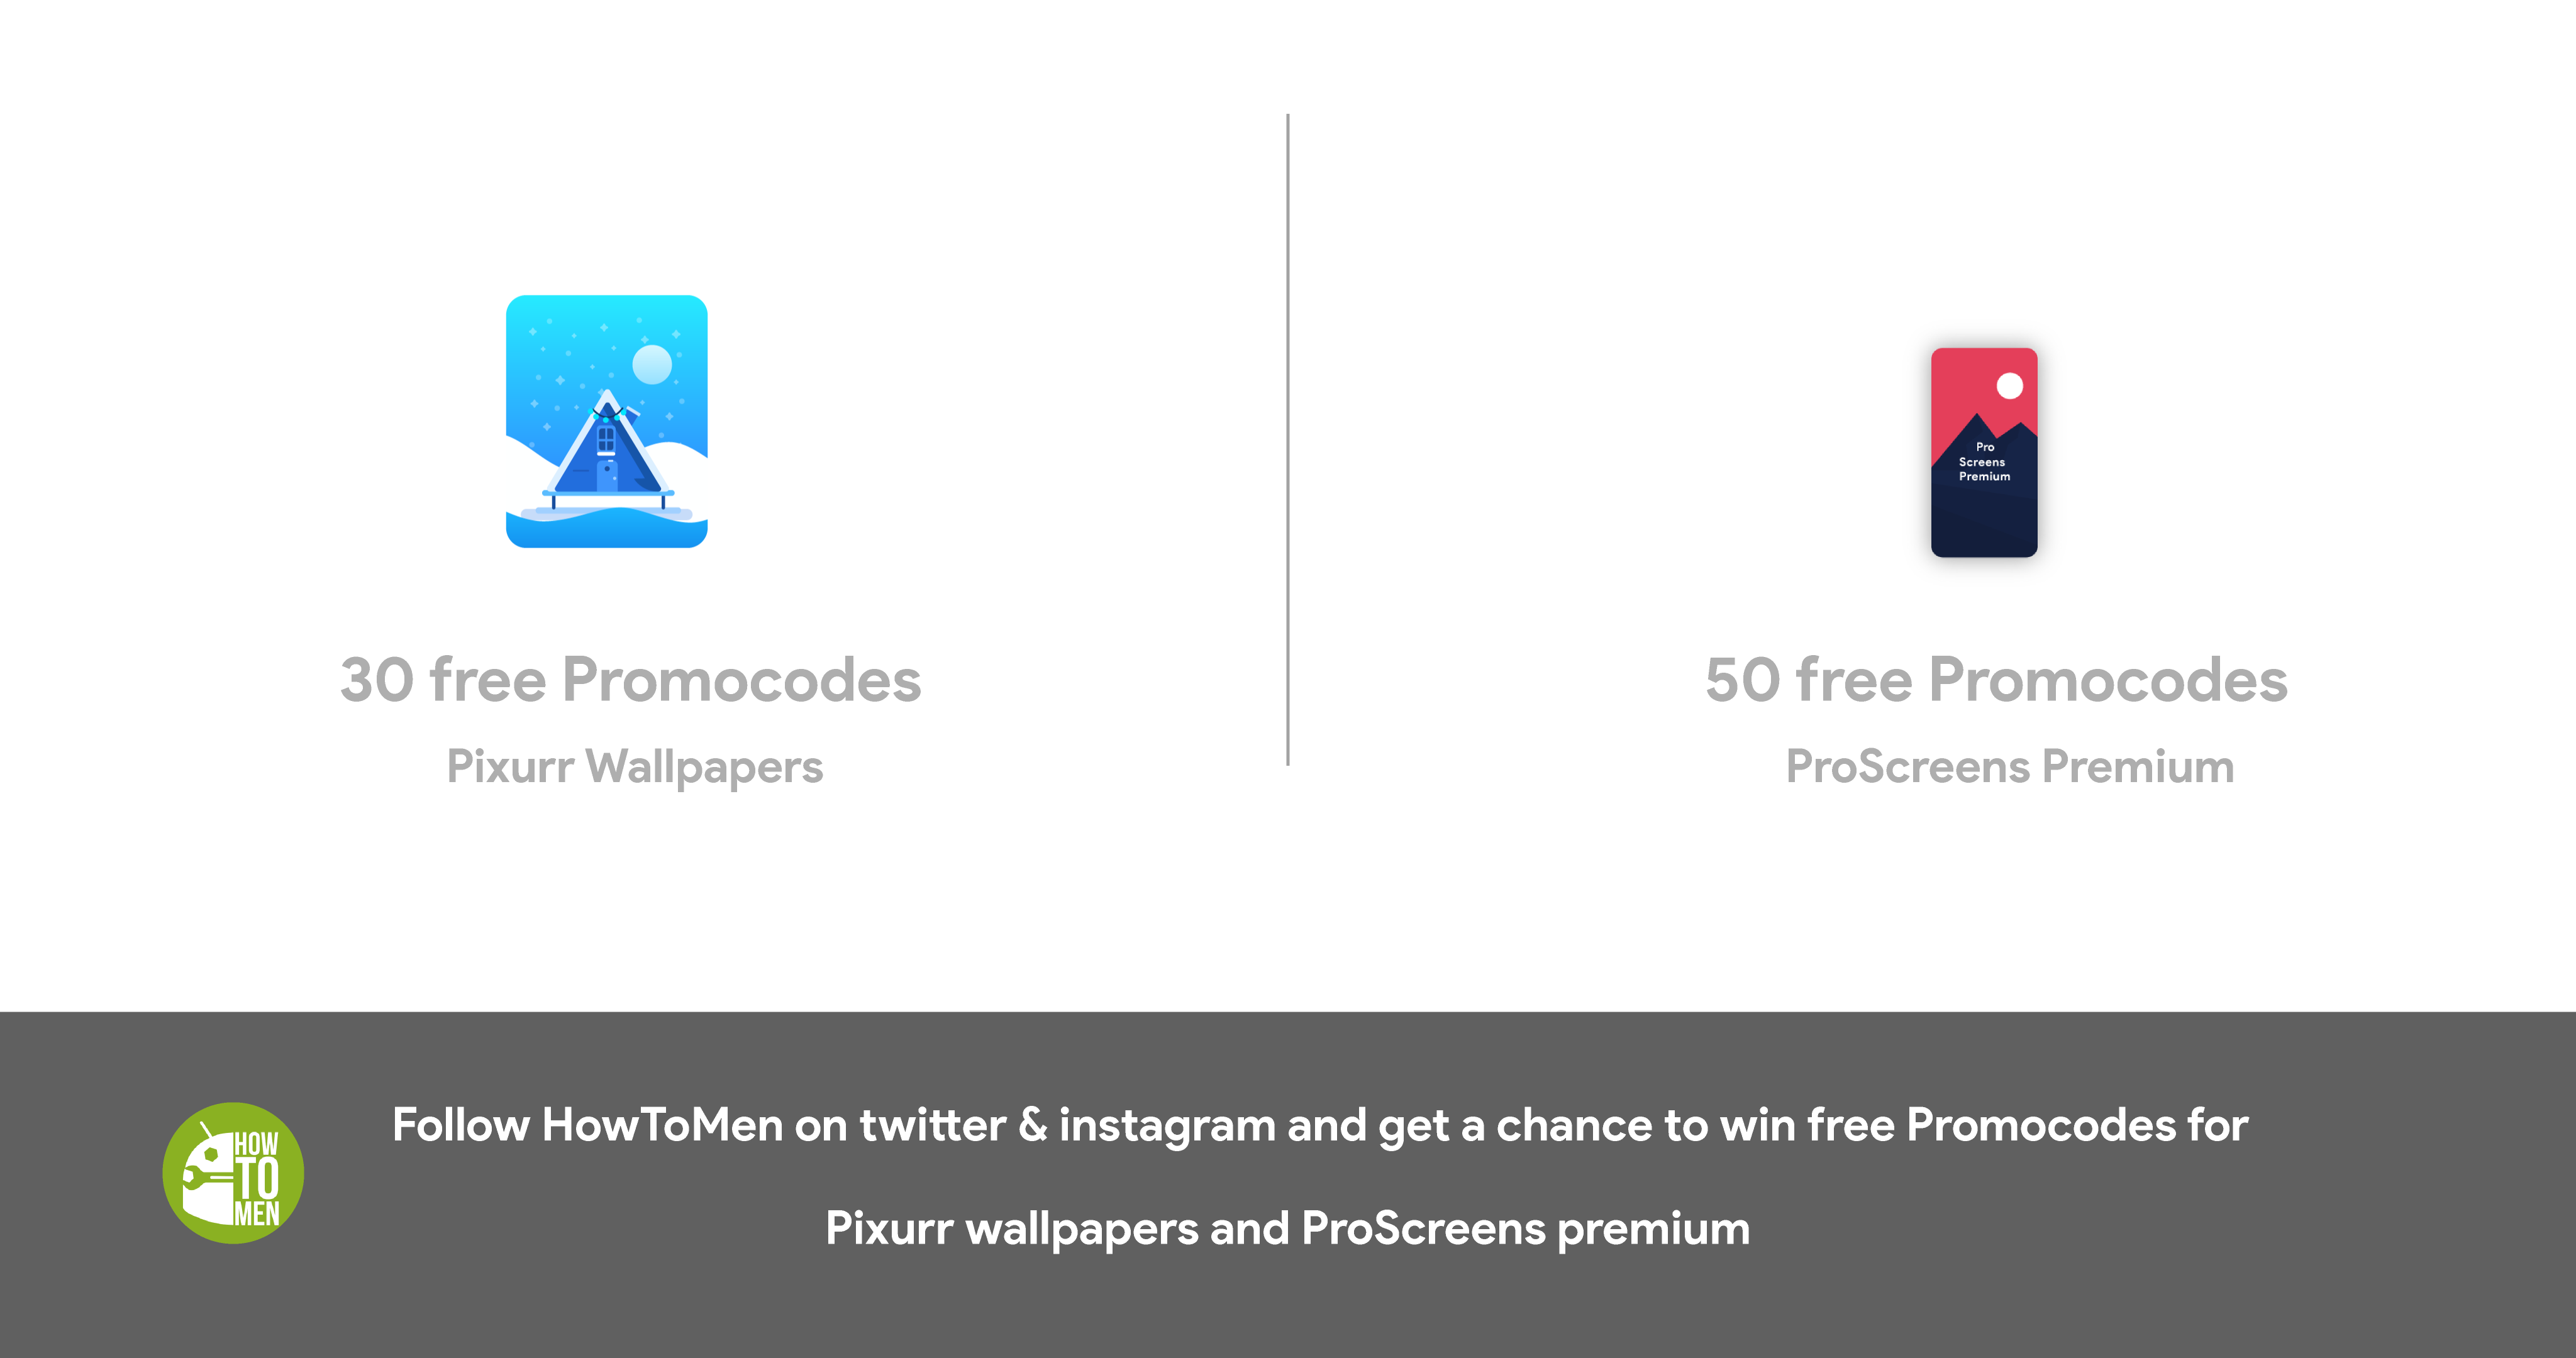 Pro
Screens
Premium
30 free Promocodes
Pixurr Wallpapers
50 free Promocodes
ProScreens Premium
HOW
TO
MEN
Follow HowToMen on twitter & instagram and get a chance to win free Promocodes for
Pixurr wallpapers and ProScreens premium